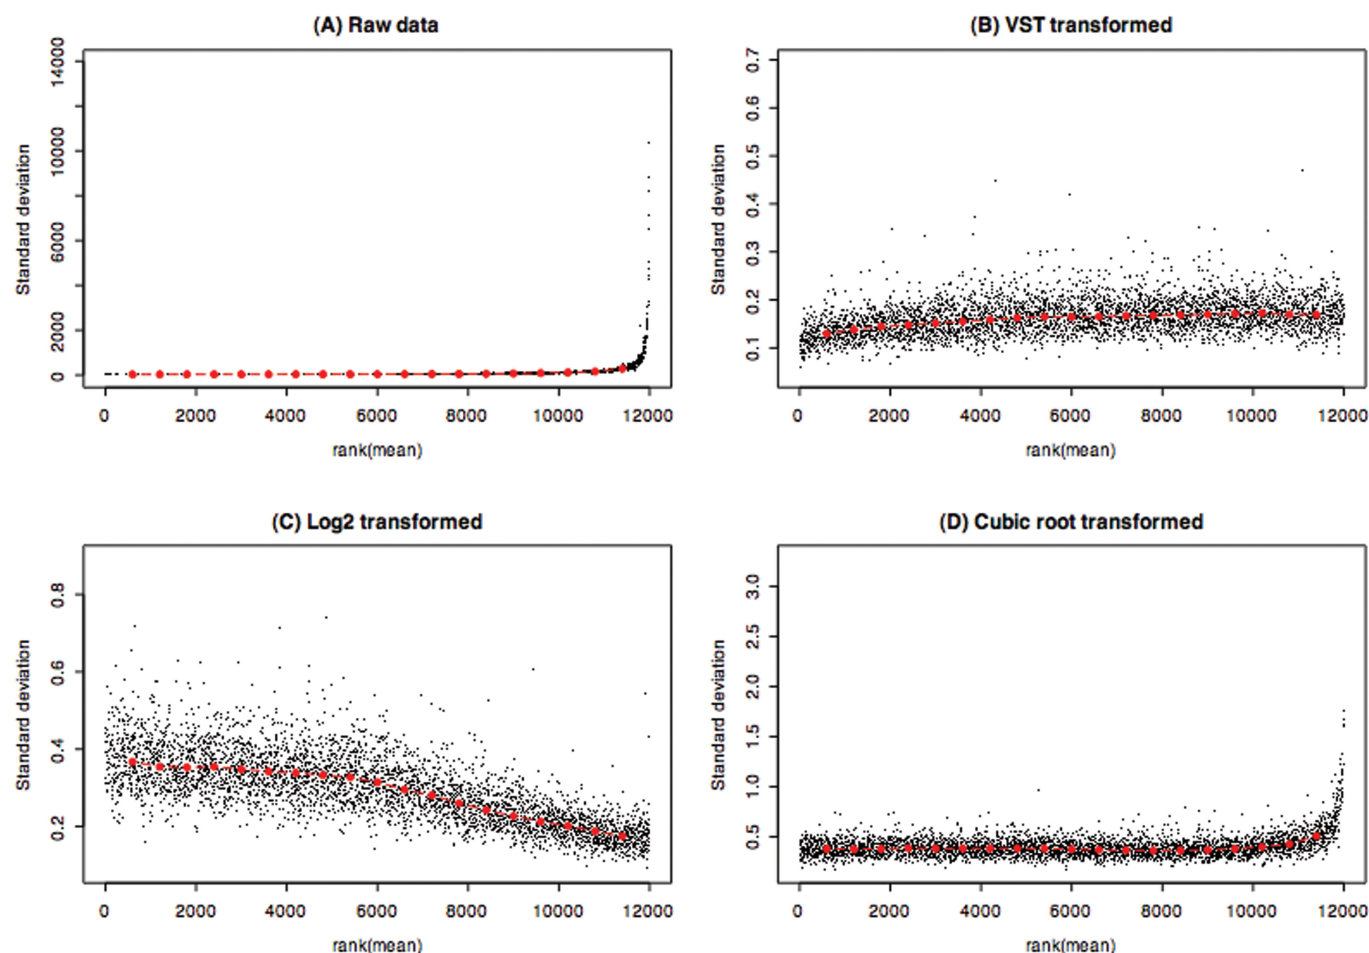 (A) Raw data
Standard deviation
14000
10000
6000
2000
0
0 2000 4000 6000 8000 10000 12000
rank(mean)
(B) VST transformed
Standard deviation
0.7
0.6
0.5
0.4
0.3
0.2
0.1
0 2000 4000 6000 8000 10000 12000
rank(mean)
(C) Log2 transformed
Standard deviation
0.8
0.6
0.4
0.2
0 2000 4000 6000 8000 10000 12000
rank(mean)
(D) Cubic root transformed
Standard deviation
3.0
2.5
2.0
1.5
1.0
0.5
0 2000 4000 6000 8000 10000 12000
rank(mean)